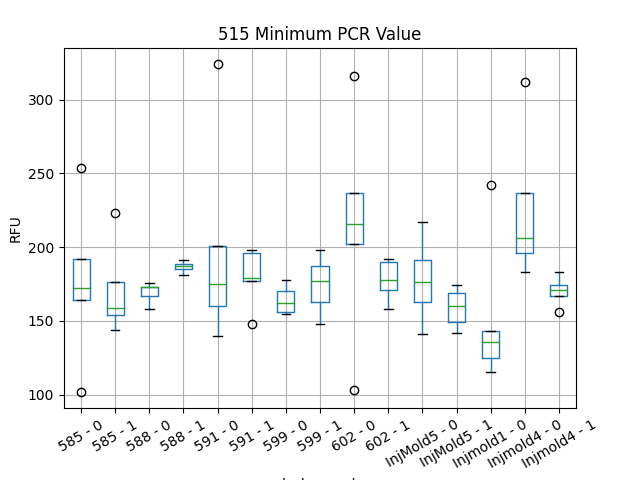 515 Minimum PCR Value
RFU
300
250
200
150
100
585 - 0
585 - 1
588 - 0
588 - 1
591 - 0
591 - 1
599 - 0
599 - 1
602 - 0
602 - 1
InjMold5 - 0
InjMold5 - 1
Injmold1 - 0
Injmold4 - 0
Injmold4 - 1